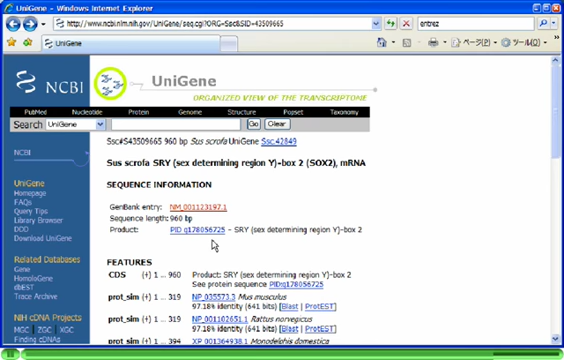 UniGene - Windows Internet Explorer
http://www.ncbi.nlm.nih.gov/UniGene/seq.cgi?ORG=Ssc&SID=43509665
entrez
UniGene
ページ(P)
ツール(O)
NCBI
UniGene
ORGANIZED VIEW OF THE TRANSCRIPTOME
PubMed Nucleotide Protein Genome Structure Popset Taxonomy
Search UniGene Go Clear
NCBI
UniGene
Homepage
FAQs
Query Tips
Library Browser
DDD
Download UniGene
Related Databases
Gene
HomoloGene
dbEST
Trace Archive
NIH cDNA Projects
MGC | ZGC | XGC
Finding cDNAs
Ssc#S43509665 960 bp Sus scrofa UniGene Ssc.42849
Sus scrofa SRY (sex determining region Y)-box 2 (SOX2), mRNA
SEQUENCE INFORMATION
GenBank entry: NM_001123197.1
Sequence length: 960 bp
Product: PID g178056725 - SRY (sex determining region Y)-box 2
FEATURES
CDS (+) 1 ... 960 Product: SRY (sex determining region Y)-box 2
See protein sequence PID:g178056725
prot_sim (+) 1 ... 319 NP_035573.3 Mus musculus
97.18% identity (641 bits) [Blast | ProtEST]
prot_sim (+) 1 ... 319 NP_001102651.1 Rattus norvegicus
97.18% identity (641 bits) [Blast | ProtEST]
prot_sim (+) 1 ... 394 XP_001364938.1 Monodelphis domestica